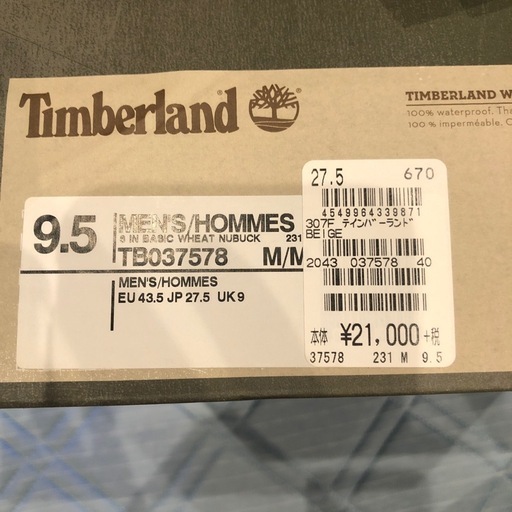 Timberland
TIMBERLAND W
100% waterproof. Tha
100 % imperméable. C
9.5
MEN'S/HOMMES
6 IN BASIC WHEAT NUBUCK 231
TB037578 M/M
MEN'S/HOMMES
EU 43.5 JP 27.5 UK 9
27.5 670
4549964339871
307F ティンバーランド
BEIGE
2043 037578 40
本体 ¥21,000+税
37578 231 M 9.5